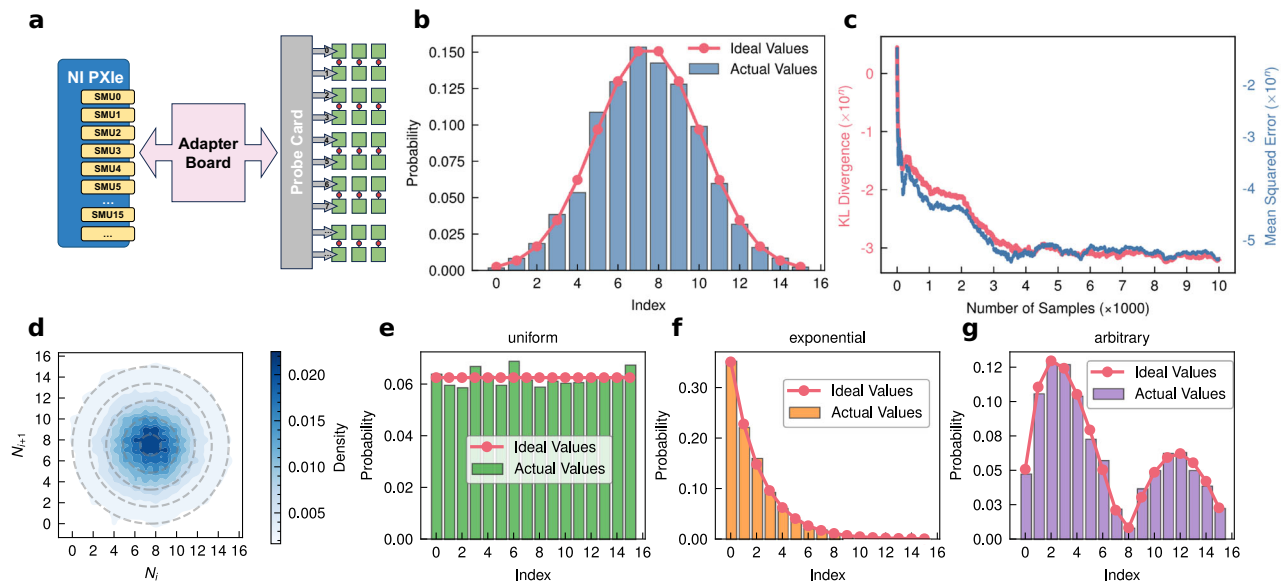 a
NI PXIe
SMU0
SMU1
SMU2
SMU3
SMU4
SMU5
...
SMU15
...
Adapter
Board
Probe Card
b
0.150
0.125
0.100
0.075
0.050
0.025
0.000
Probability
Ideal Values
Actual Values
0 2 4 6 8 10 12 14 16
Index
c
0
-1
-2
-3
KL Divergence (×10ⁿ)
-2
-3
-4
-5
Mean Squared Error (×10ⁿ)
0 1 2 3 4 5 6 7 8 9 10
Number of Samples (×1000)
d
16
14
12
10
8
6
4
2
0
N_{i+1}
0 2 4 6 8 10 12 14 16
N_i
0.020
0.015
0.010
0.005
Density
e
uniform
0.06
0.04
0.02
0.00
Probability
Ideal Values
Actual Values
0 2 4 6 8 10 12 14 16
Index
f
exponential
0.30
0.20
0.10
0.00
Probability
Ideal Values
Actual Values
0 2 4 6 8 10 12 14 16
Index
g
arbitrary
0.12
0.10
0.08
0.05
0.03
0.00
Probability
Ideal Values
Actual Values
0 2 4 6 8 10 12 14 16
Index